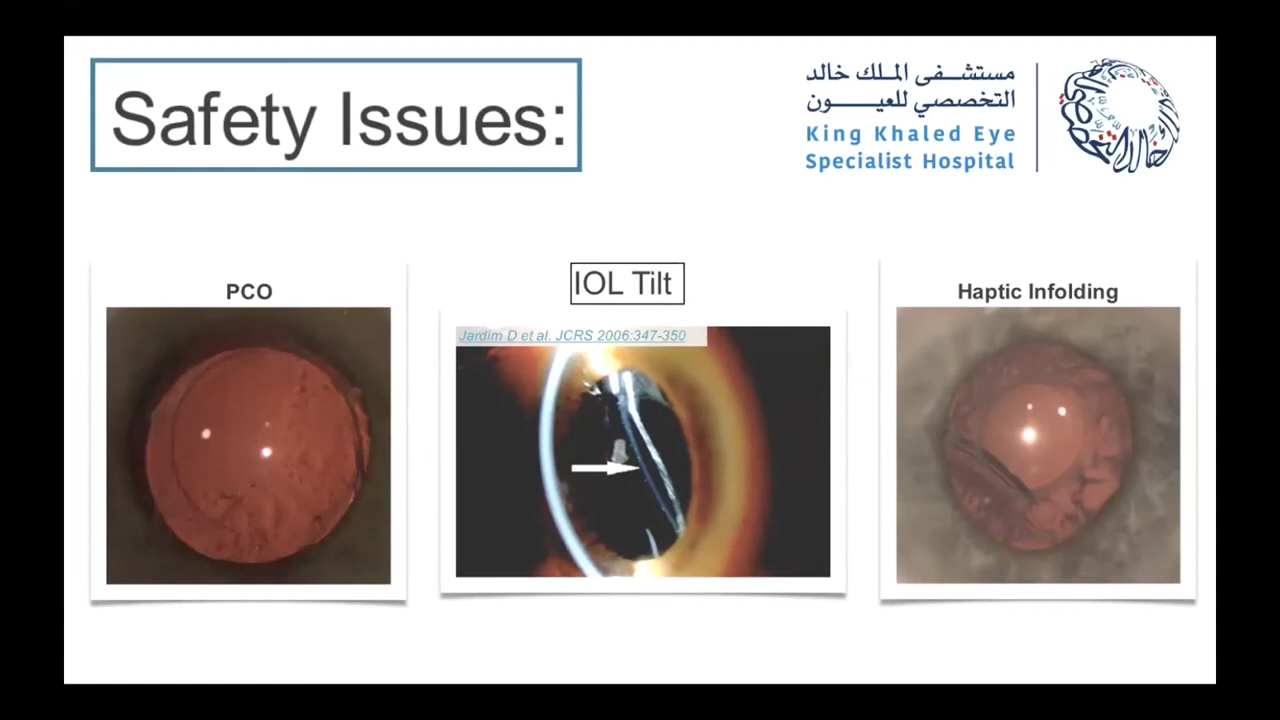 Safety Issues:
مستشفى الملك خالد
التخصصي للعيون
King Khaled Eye
Specialist Hospital
PCO
IOL Tilt
Haptic Infolding
Jardim D et al. JCRS 2006:347-350